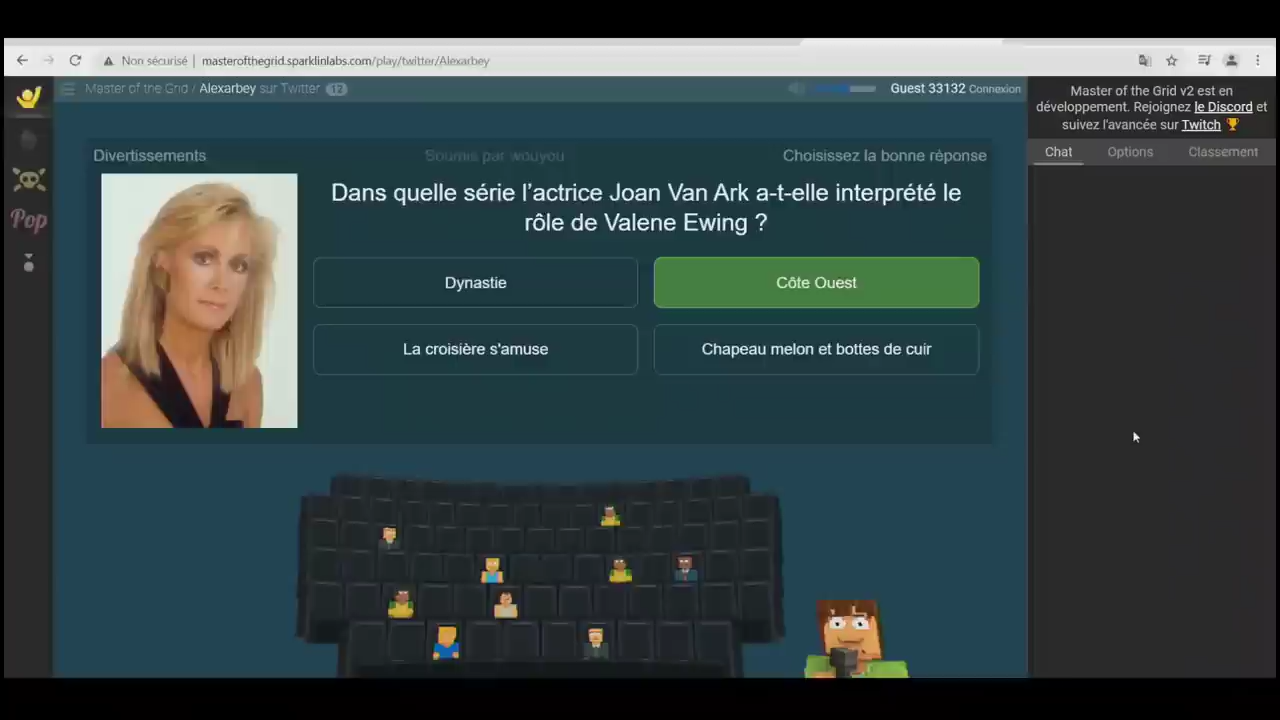 Non sécurisé | masterofthegrid.sparklinlabs.com/play/twitter/Alexarbey
Master of the Grid / Alexarbey sur Twitter 12
Guest 33132 Connexion
Master of the Grid v2 est en
développement. Rejoignez le Discord et
suivez l'avancée sur Twitch
Chat Options Classement
Pop
Divertissements
Soumis par wouyou
Choisissez la bonne réponse
Dans quelle série l’actrice Joan Van Ark a-t-elle interprété le
rôle de Valene Ewing ?
Dynastie
Côte Ouest
La croisière s'amuse
Chapeau melon et bottes de cuir